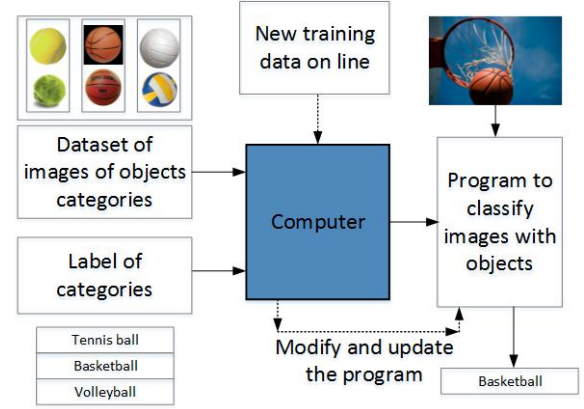 New training
data on line
Dataset of
images of objects
categories
Computer
Program to
classify
images with
objects
Label of
categories
Tennis ball
Basketball
Volleyball
Modify and update
the program
Basketball